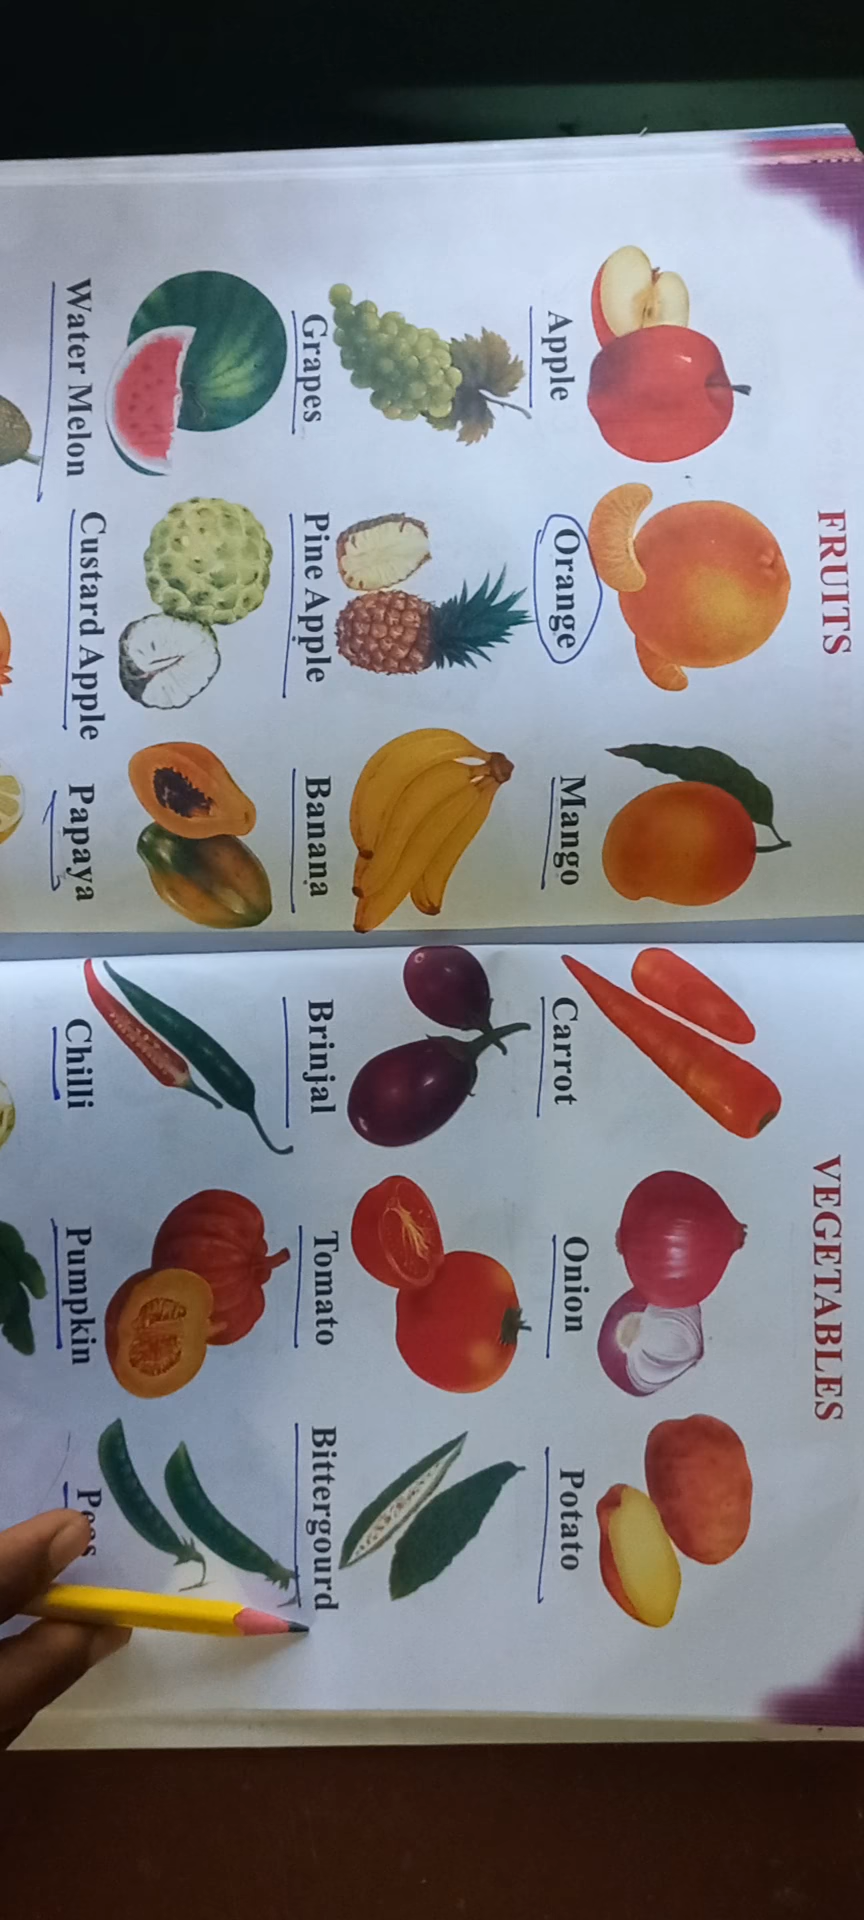 FRUITS
Apple Orange Mango
Grapes Pine Apple Banana
Water Melon Custard Apple Papaya
VEGETABLES
Carrot Onion Potato
Brinjal Tomato Bittergourd
Chilli Pumpkin Peas